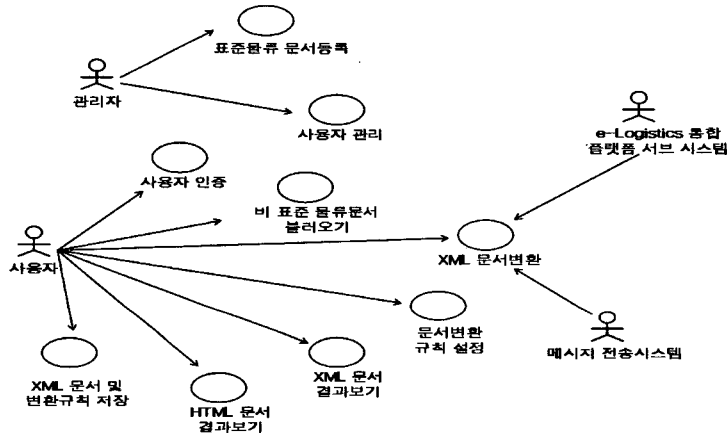 표준물류 문서등록
관리자
사용자 관리
e-Logistics 통합
플랫폼 서브 시스템
사용자 인증
비 표준 물류문서
불러오기
사용자
XML 문서변환
문서변환
규칙 설정
메시지 전송시스템
XML 문서 및
변환규칙 저장
HTML 문서
결과보기
XML 문서
결과보기